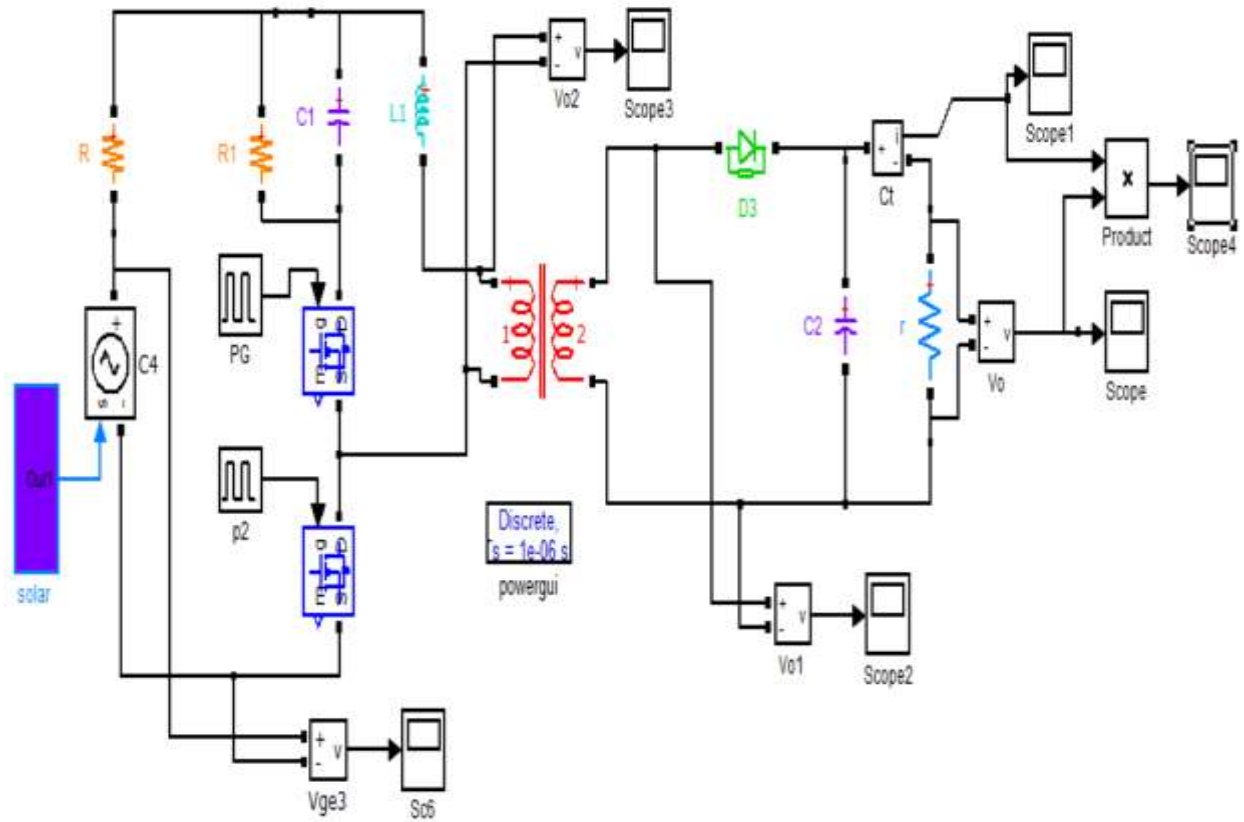 Vo2
Scope3
C1
L1
R
R1
Scope1
Ct
D3
Product
Scope4
PG
1
2
C2
r
Vo
Scope
C4
p2
solar
Discrete,
s = 1e-06 s
powergui
Vo1
Scope2
Vge3
Sc6